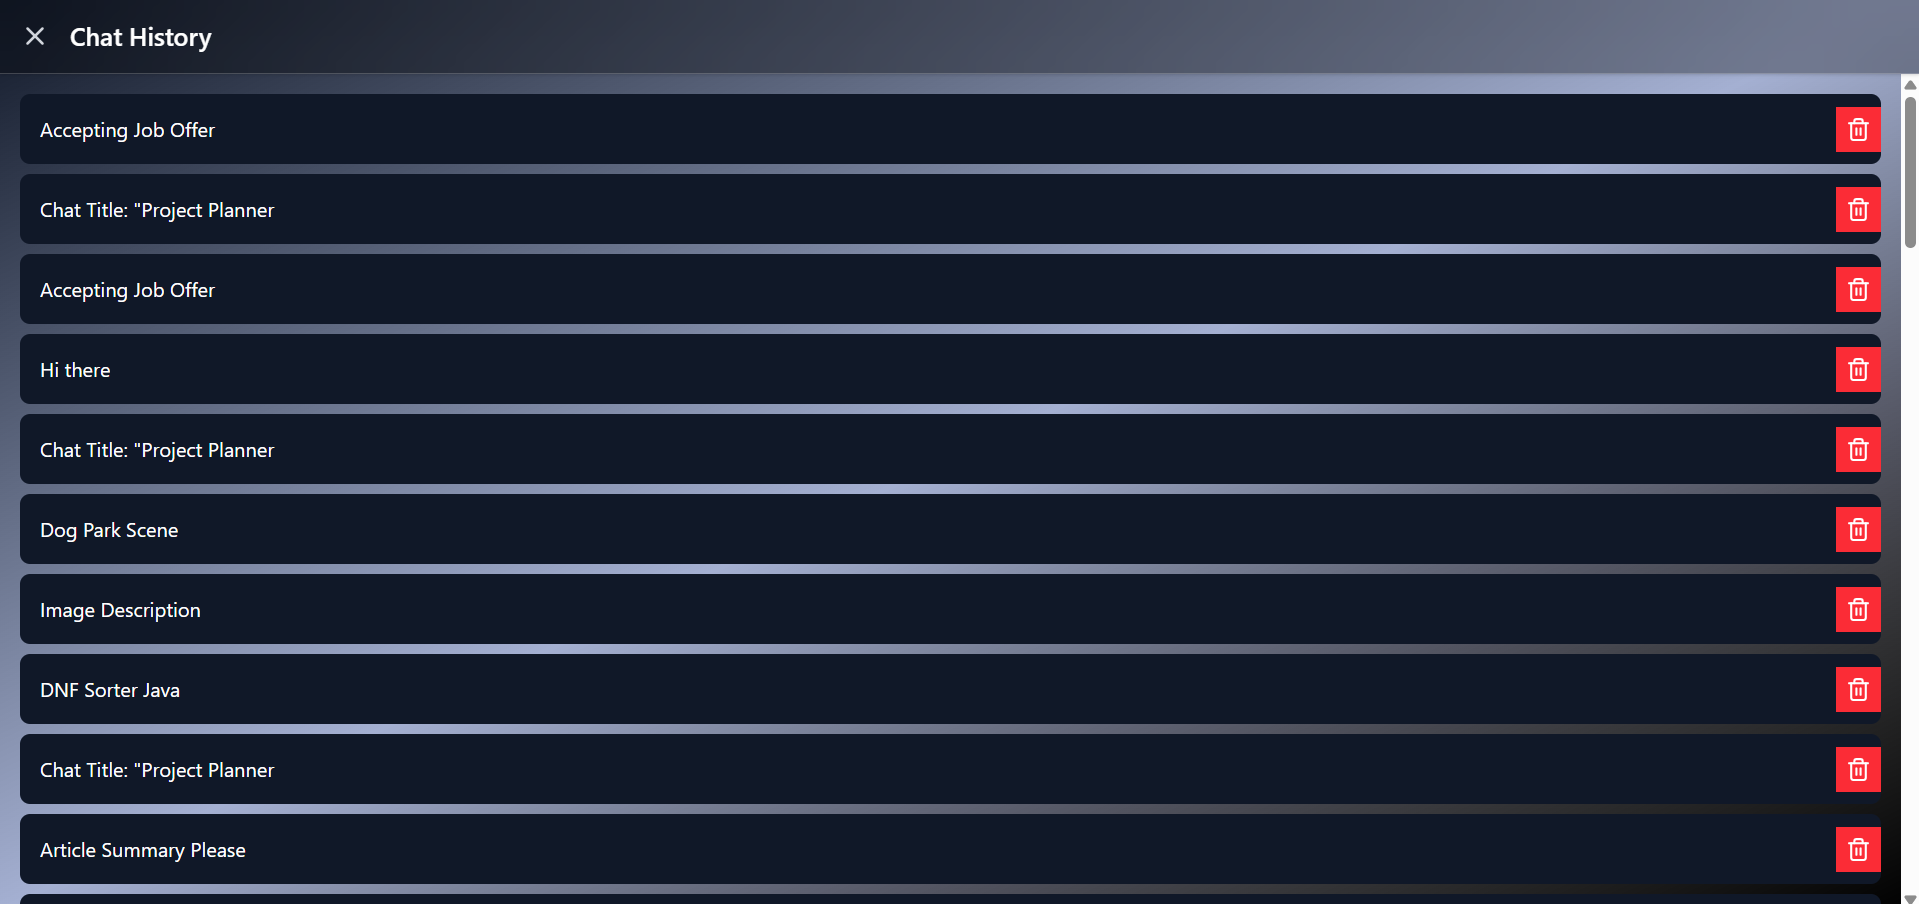 Chat History
Accepting Job Offer
Chat Title: "Project Planner
Accepting Job Offer
Hi there
Chat Title: "Project Planner
Dog Park Scene
Image Description
DNF Sorter Java
Chat Title: "Project Planner
Article Summary Please